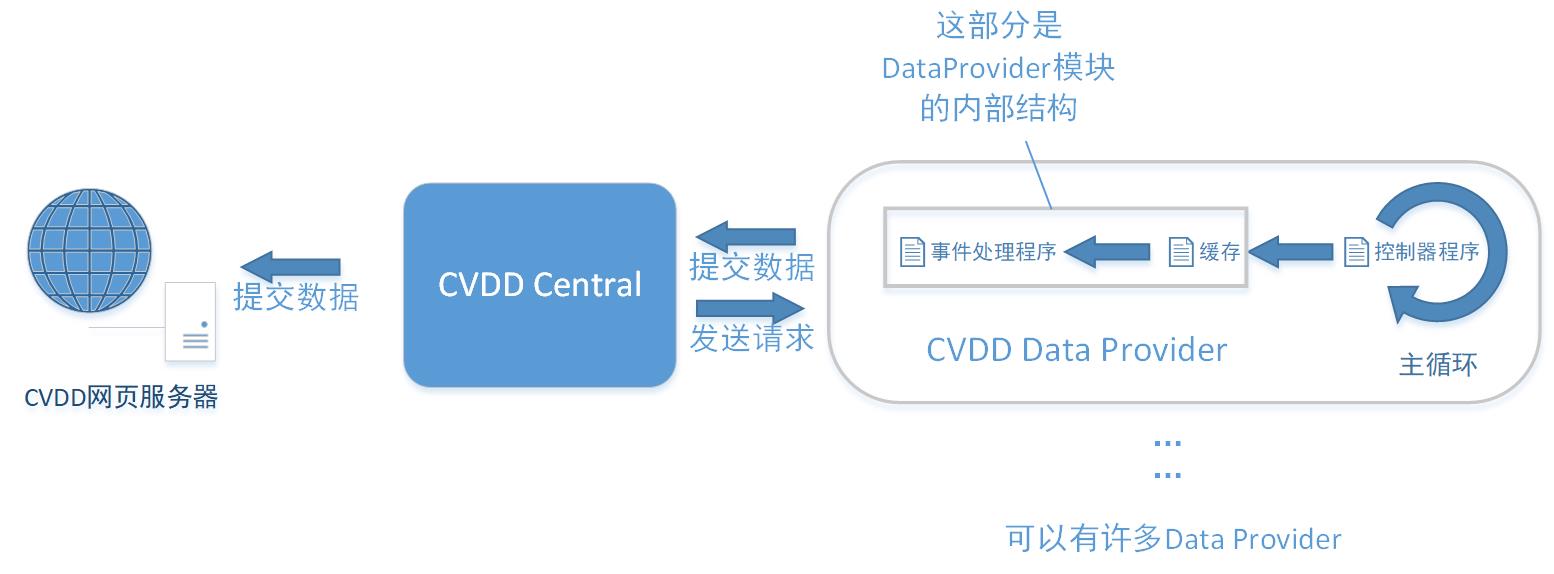 这部分是
DataProvider模块
的内部结构
提交数据
CVDD网页服务器
CVDD Central
提交数据
发送请求
事件处理程序
缓存
控制器程序
CVDD Data Provider
主循环
...
...
可以有许多Data Provider